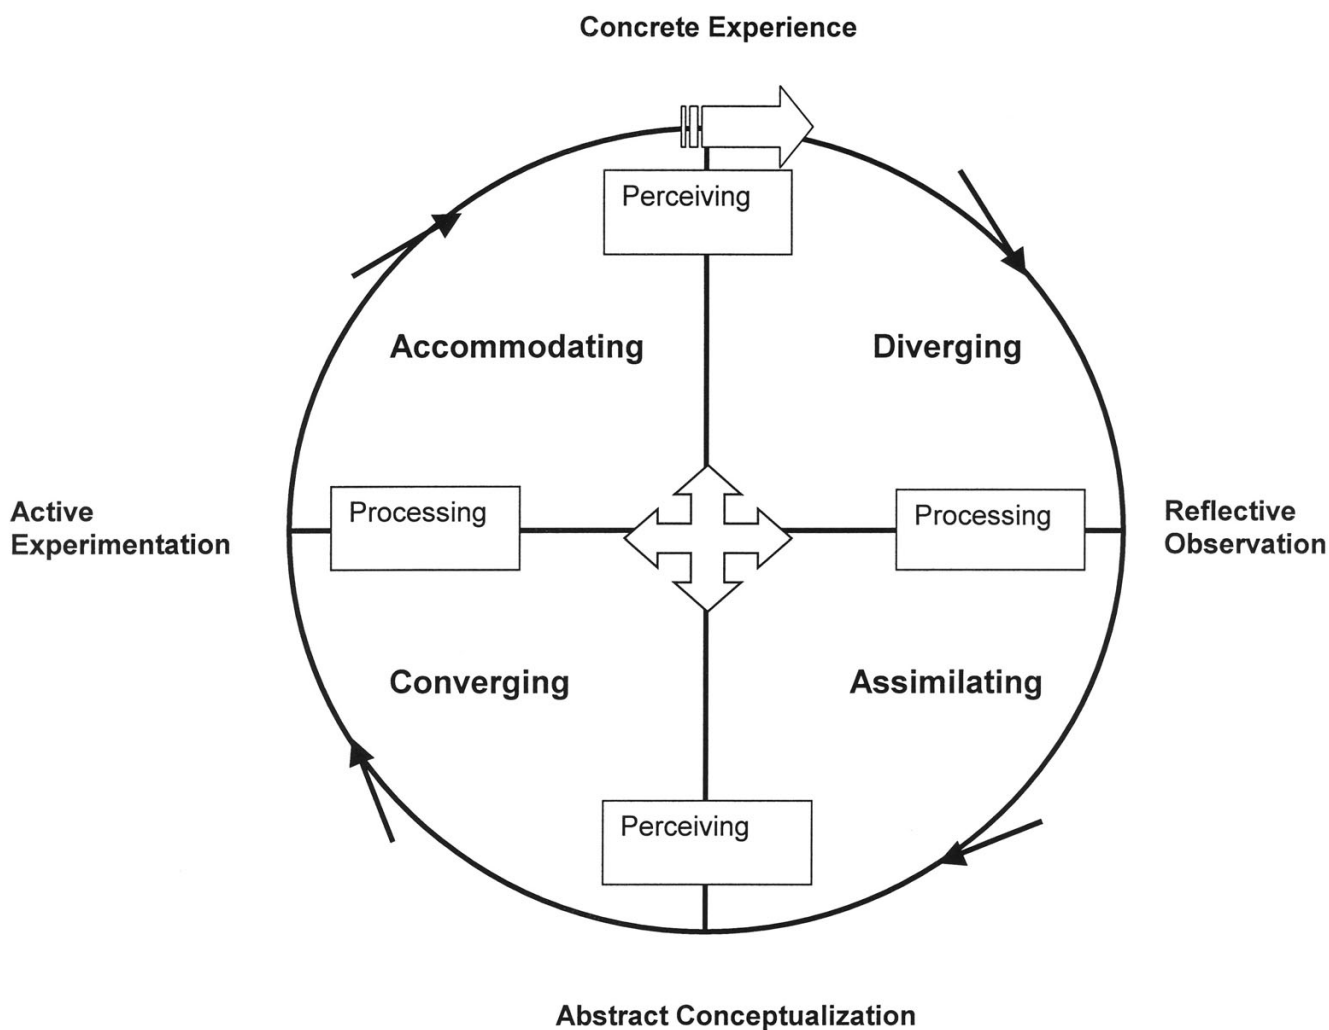 Concrete Experience
Perceiving
Accommodating
Diverging
Active
Experimentation
Processing
Processing
Reflective
Observation
Converging
Assimilating
Perceiving
Abstract Conceptualization